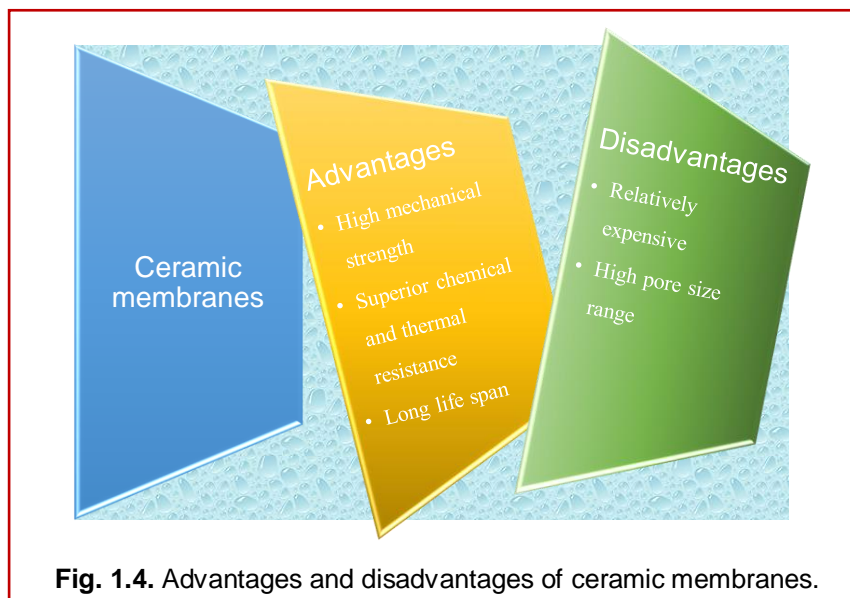 Ceramic
membranes
Advantages
• High mechanical
strength
• Superior chemical
and thermal
resistance
• Long life span
Disadvantages
• Relatively
expensive
• High pore size
range
Fig. 1.4. Advantages and disadvantages of ceramic membranes.